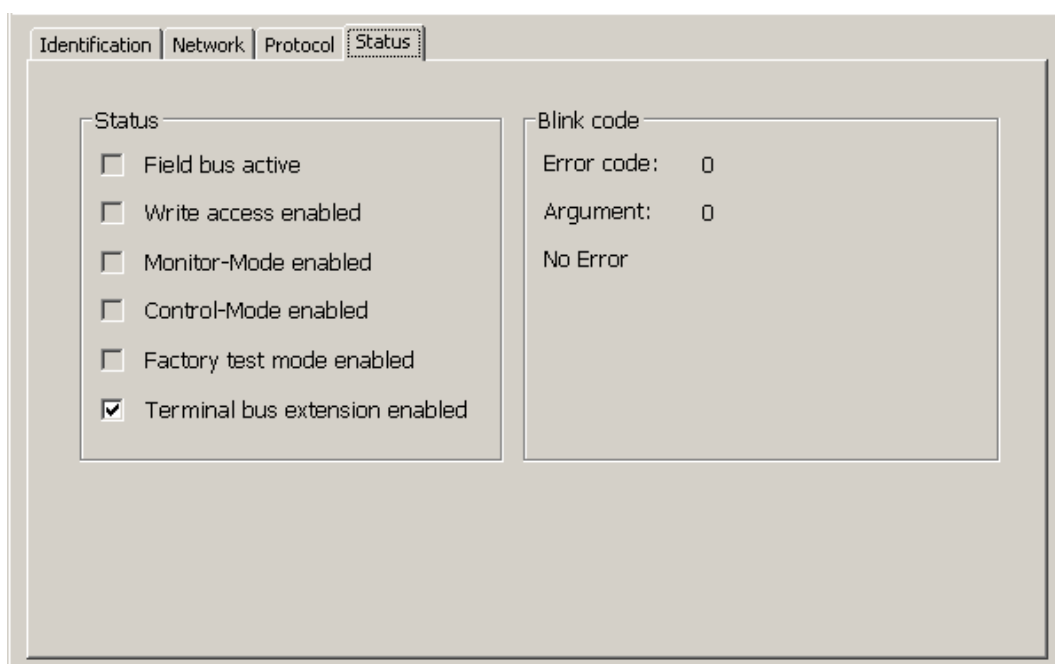 Identification Network Protocol Status
Status
Field bus active
Write access enabled
Monitor-Mode enabled
Control-Mode enabled
Factory test mode enabled
Terminal bus extension enabled
Blink code
Error code: 0
Argument: 0
No Error